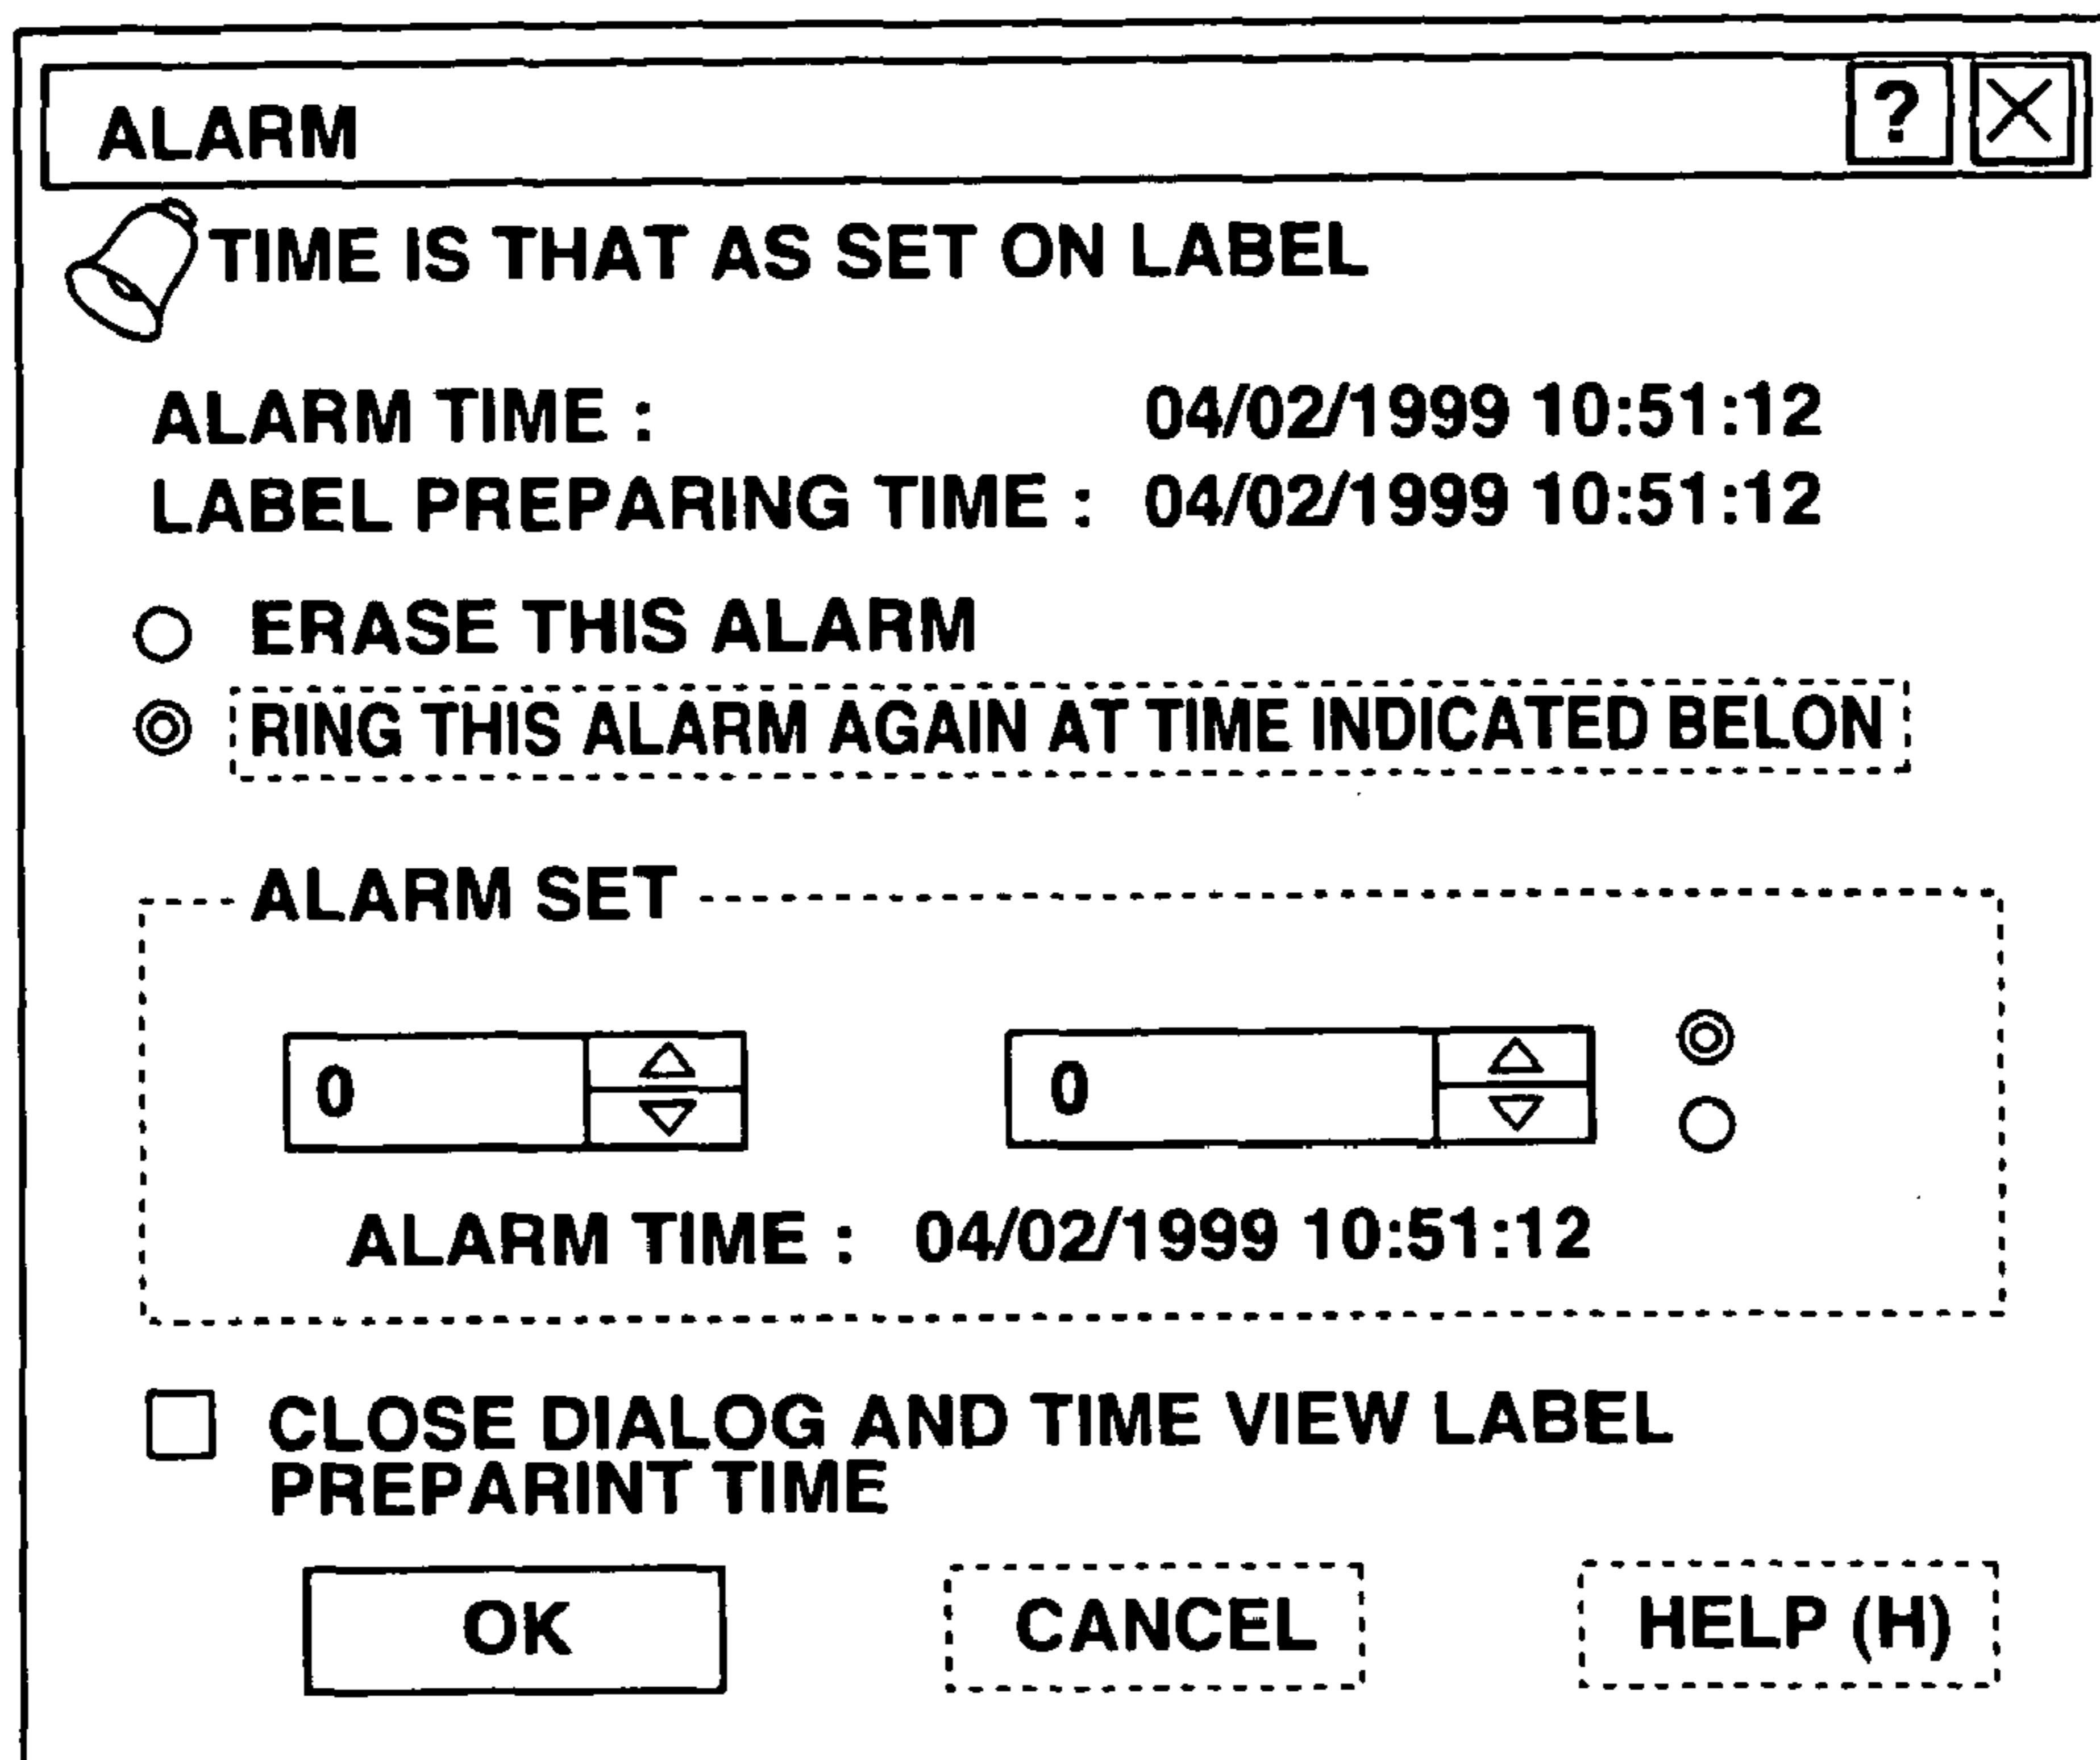 ALARM ?
TIME IS THAT AS SET ON LABEL
ALARM TIME : 04/02/1999 10:51:12
LABEL PREPARING TIME : 04/02/1999 10:51:12
ERASE THIS ALARM
RING THIS ALARM AGAIN AT TIME INDICATED BELON
ALARM SET
0 0
ALARM TIME : 04/02/1999 10:51:12
CLOSE DIALOG AND TIME VIEW LABEL
PREPARINT TIME
OK CANCEL HELP (H)